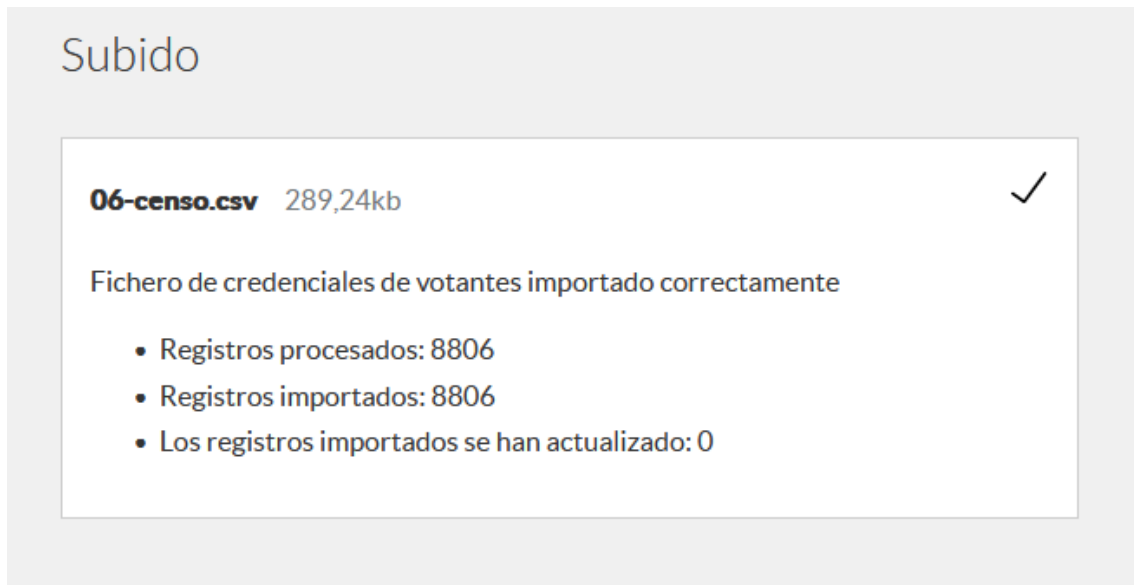 Subido
06-censo.csv 289,24kb
Fichero de credenciales de votantes importado correctamente
• Registros procesados: 8806
• Registros importados: 8806
• Los registros importados se han actualizado: 0